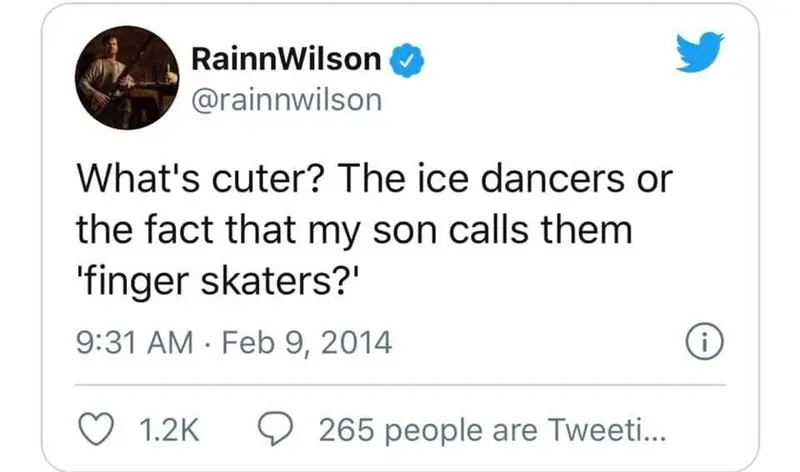 RainnWilson
@rainnwilson
What's cuter? The ice dancers or
the fact that my son calls them
'finger skaters?'
9:31 AM · Feb 9, 2014
1.2K 265 people are Tweeti...